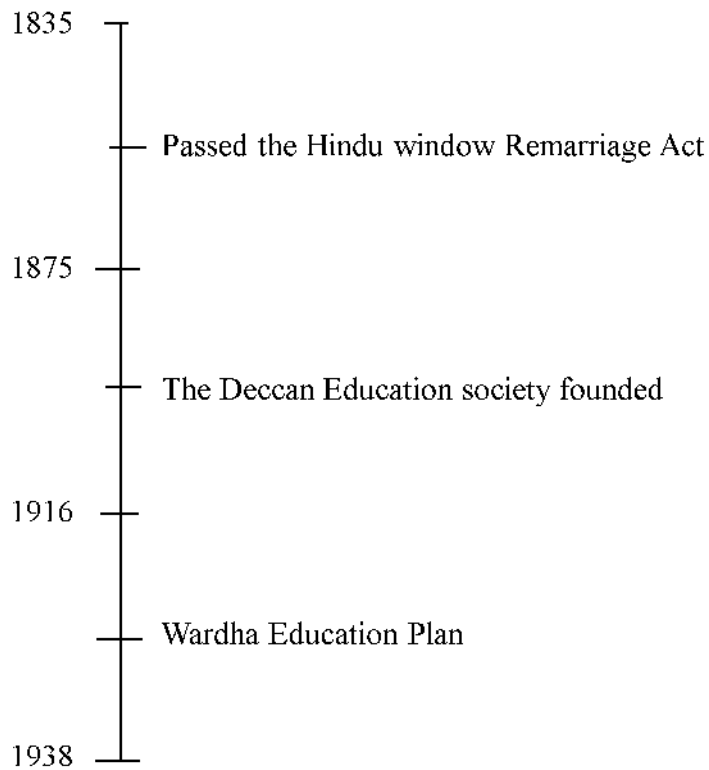 1835
Passed the Hindu window Remarriage Act
1875
The Deccan Education society founded
1916
Wardha Education Plan
1938